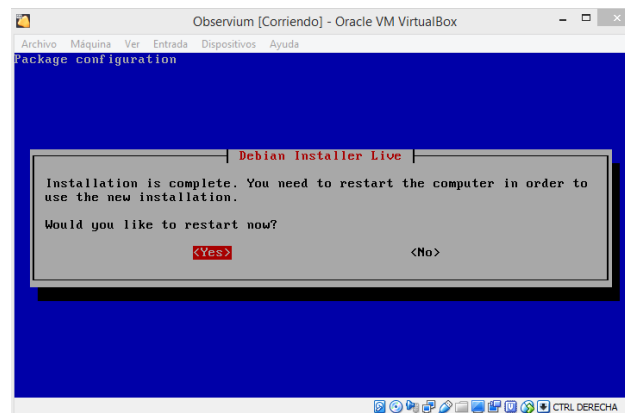 Observium [Corriendo] - Oracle VM VirtualBox
Archivo Máquina Ver Entrada Dispositivos Ayuda
Package configuration
Debian Installer Live
Installation is complete. You need to restart the computer in order to
use the new installation.
Would you like to restart now?
<Yes> <No>
CTRL DERECHA